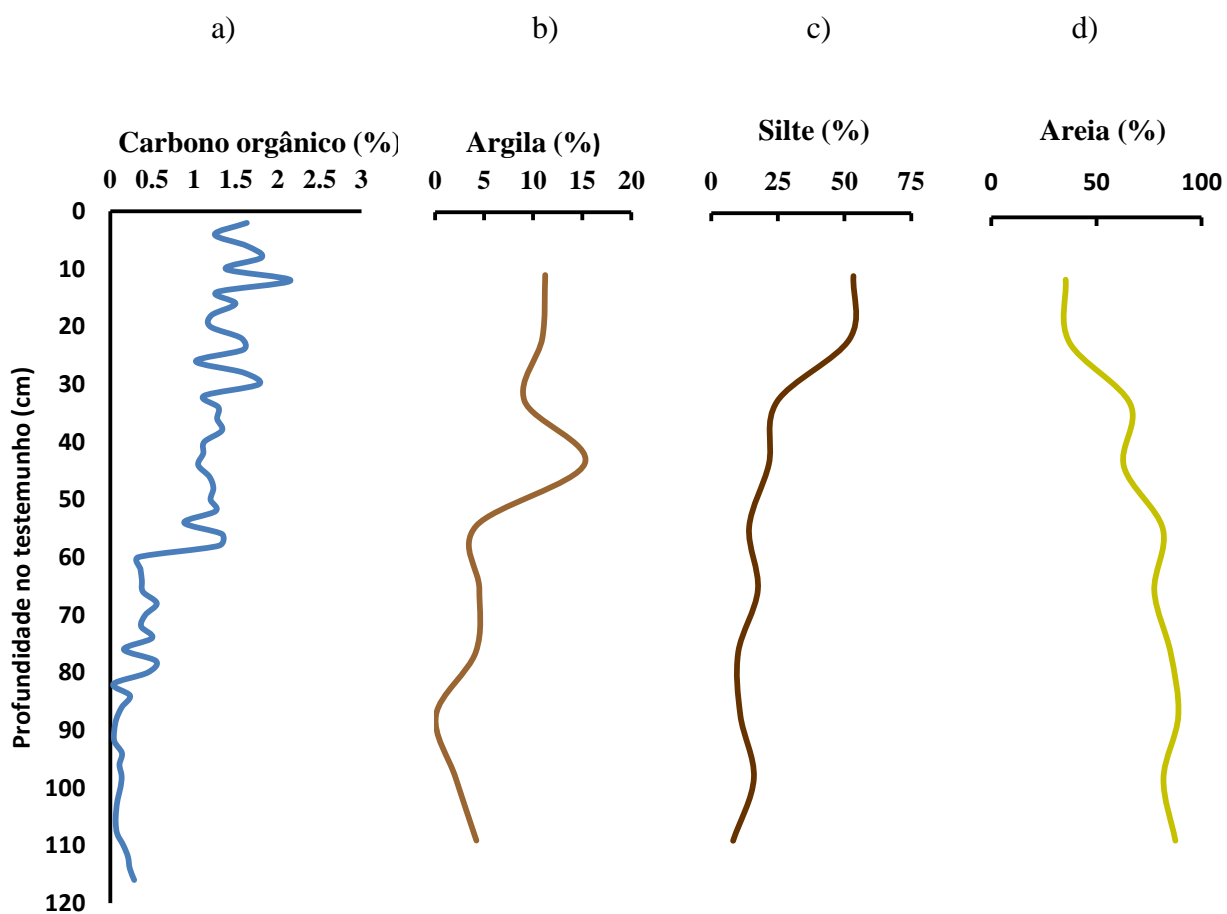 a) b) c) d)
Carbono orgânico (%) Argila (%) Silte (%) Areia (%)
0 0.5 1 1.5 2 2.5 3
0 5 10 15 20
0 25 50 75
0 50 100
Profundidade no testemunho (cm)
0
10
20
30
40
50
60
70
80
90
100
110
120